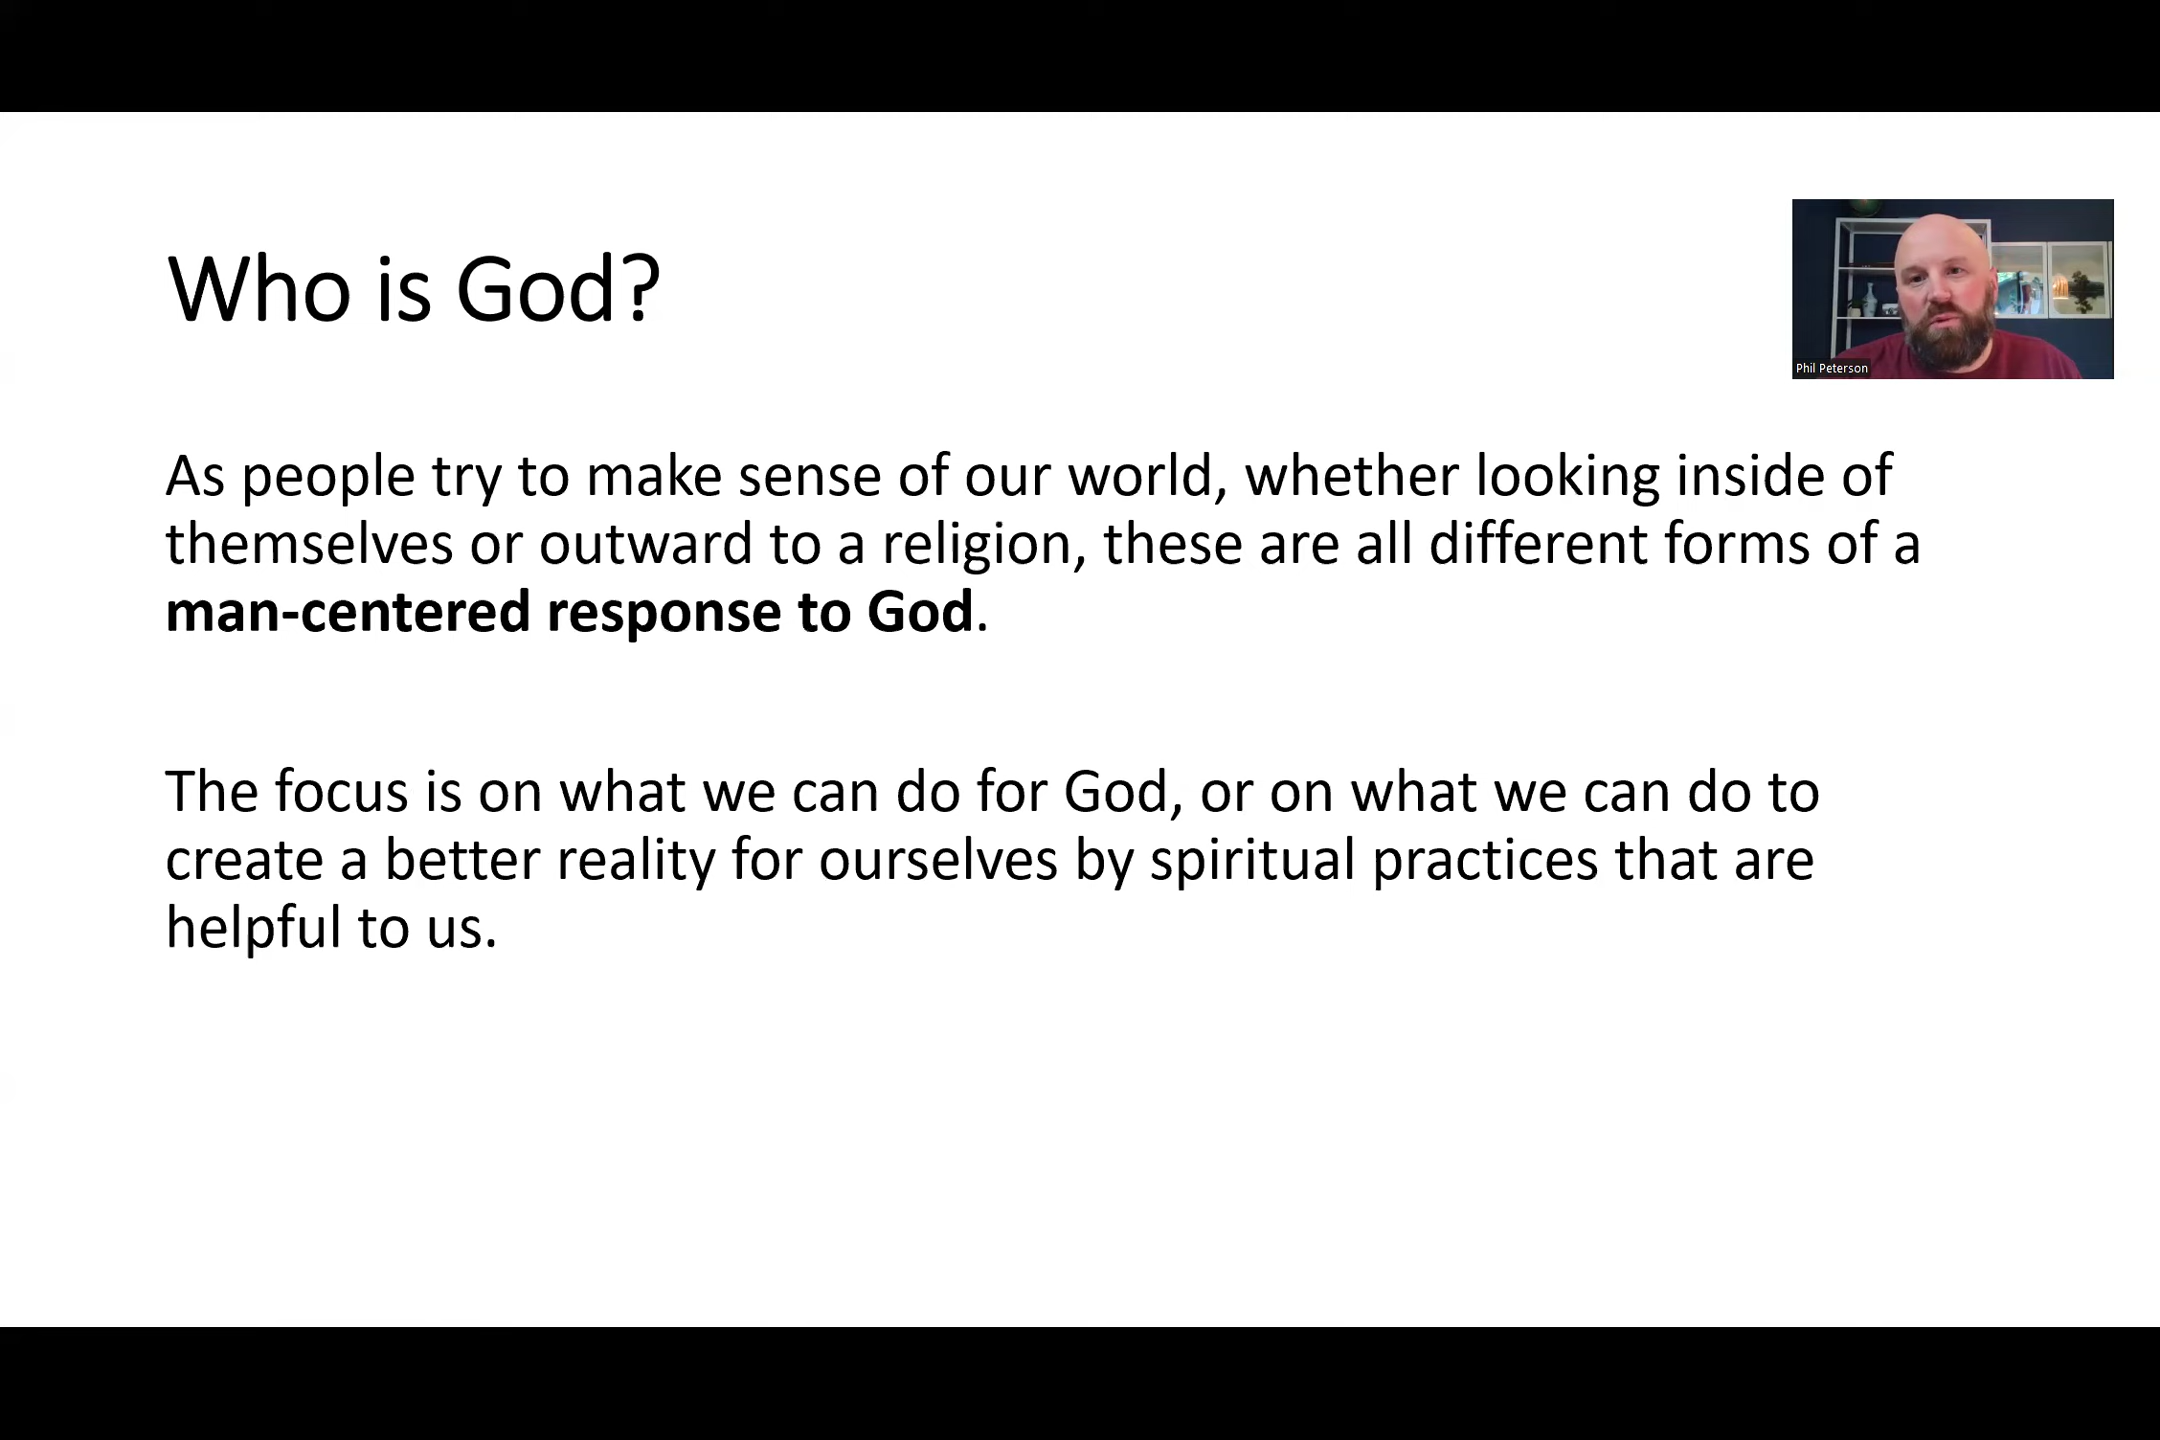 Who is God?
Phil Peterson
As people try to make sense of our world, whether looking inside of
themselves or outward to a religion, these are all different forms of a
man-centered response to God.
The focus is on what we can do for God, or on what we can do to
create a better reality for ourselves by spiritual practices that are
helpful to us.